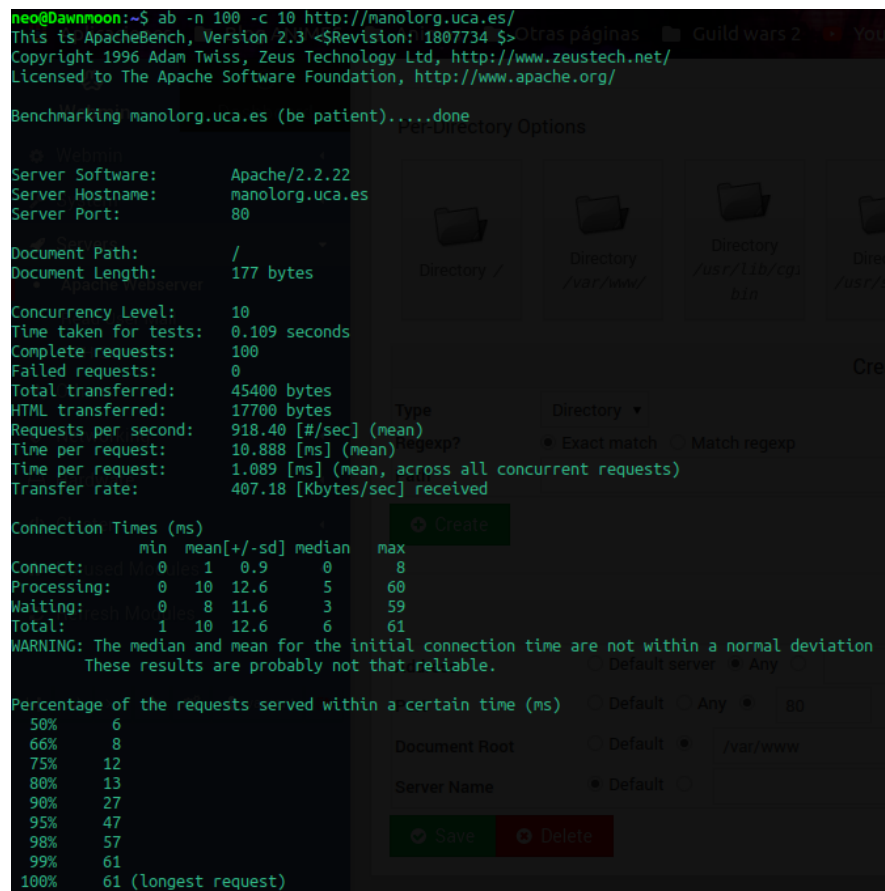 neo@Dawnmoon:~$ ab -n 100 -c 10 http://manolorg.uca.es/
This is ApacheBench, Version 2.3 <$Revision: 1807734 $>
Copyright 1996 Adam Twiss, Zeus Technology Ltd, http://www.zeustech.net/
Licensed to The Apache Software Foundation, http://www.apache.org/
Benchmarking manolorg.uca.es (be patient).....done
Server Software:        Apache/2.2.22
Server Hostname:        manolorg.uca.es
Server Port:            80
Document Path:          /
Document Length:        177 bytes
Concurrency Level:      10
Time taken for tests:   0.109 seconds
Complete requests:      100
Failed requests:        0
Total transferred:      45400 bytes
HTML transferred:       17700 bytes
Requests per second:    918.40 [#/sec] (mean)
Time per request:       10.888 [ms] (mean)
Time per request:       1.089 [ms] (mean, across all concurrent requests)
Transfer rate:          407.18 [Kbytes/sec] received
Connection Times (ms)
              min  mean[+/-sd] median   max
Connect:        0    1   0.9      0       8
Processing:     0   10  12.6      5      60
Waiting:        0    8  11.6      3      59
Total:          1   10  12.6      6      61
WARNING: The median and mean for the initial connection time are not within a normal deviation
        These results are probably not that reliable.
Percentage of the requests served within a certain time (ms)
  50%      6
  66%      8
  75%     12
  80%     13
  90%     27
  95%     47
  98%     57
  99%     61
 100%     61 (longest request)
Otras páginas
Guild wars 2
Per-Directory Options
Webmin
Servers
Apache Webserver
Directory /
Directory /var/www/
Directory /usr/lib/cgi-bin
Type
Directory
Regexp?
Exact match
Match regexp
Create
Default server
Any
Default
Any
80
Document Root
Default
/var/www
Server Name
Default
Save
Delete